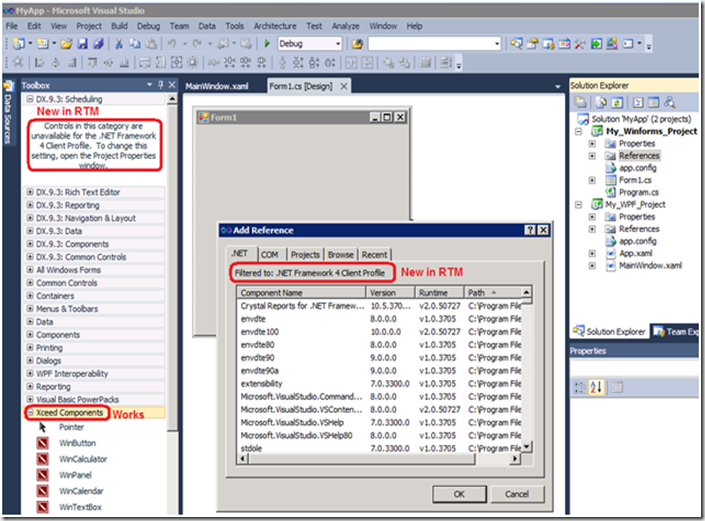 MyApp - Microsoft Visual Studio
File Edit View Project Build Debug Team Data Tools Architecture Test Analyze Window Help
Debug
Data Sources
Toolbox
DX.9.3: Scheduling
New in RTM
Controls in this category are
unavailable for the .NET Framework
4 Client Profile. To change this
setting, open the Project Properties
window.
DX.9.3: Rich Text Editor
DX.9.3: Reporting
DX.9.3: Navigation & Layout
DX.9.3: Data
DX.9.3: Components
DX.9.3: Common Controls
All Windows Forms
Common Controls
Containers
Menus & Toolbars
Data
Components
Printing
Dialogs
WPF Interoperability
Reporting
Visual Basic PowerPacks
Xceed Components
Works
Pointer
WinButton
WinCalculator
WinPanel
WinCalendar
WinTextBox
MainWindow.xaml
Form1.cs [Design]
Form1
Add Reference
.NET COM Projects Browse Recent
Filtered to: .NET Framework 4 Client Profile
New in RTM
Component Name Version Runtime Path
Crystal Reports for .NET Framew... 10.5.370... v2.0.50727 C:\Program File
envdte 8.0.0.0 v1.0.3705 C:\Program File
envdte100 10.0.0.0 v2.0.50727 C:\Program File
envdte80 8.0.0.0 v1.0.3705 C:\Program File
envdte90 9.0.0.0 v1.0.3705 C:\Program File
envdte90a 9.0.0.0 v1.0.3705 C:\Program File
extensibility 7.0.3300.0 v1.0.3705 C:\Program File
Microsoft.VisualStudio.Command... 8.0.0.0 v1.0.3705 C:\Program File
Microsoft.VisualStudio.VSConten... 8.0.0.0 v2.0.50727 C:\Program File
Microsoft.VisualStudio.VSHelp 7.0.3300.0 v1.0.3705 C:\Program File
Microsoft.VisualStudio.VSHelp80 8.0.0.0 v1.0.3705 C:\Program File
stdole 7.0.3300.0 v1.0.3705 C:\Program File
OK Cancel
Solution Explorer
Solution 'MyApp' (2 projects)
My_Winforms_Project
Properties
References
app.config
Form1.cs
Program.cs
My_WPF_Project
Properties
References
app.config
App.xaml
MainWindow.xaml
Solution Explorer Team Exp
Properties